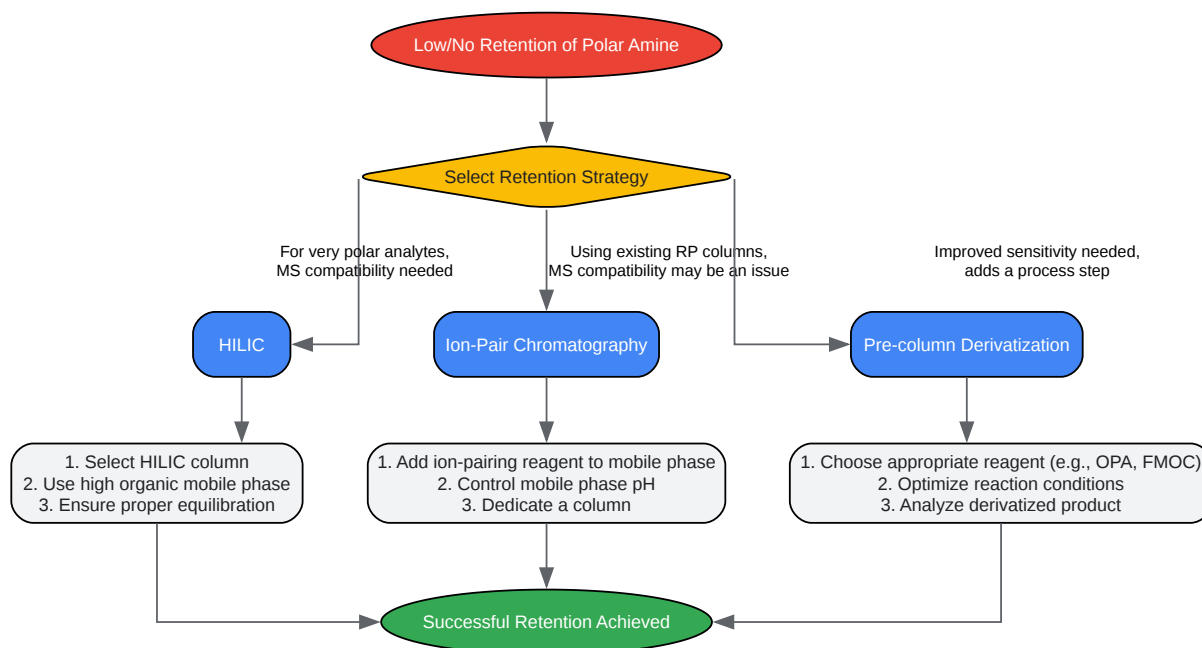 Low/No Retention of Polar Amine
Select Retention Strategy
For very polar analytes,
MS compatibility needed
Using existing RP columns,
MS compatibility may be an issue
Improved sensitivity needed,
adds a process step
HILIC
Ion-Pair Chromatography
Pre-column Derivatization
1. Select HILIC column
2. Use high organic mobile phase
3. Ensure proper equilibration
1. Add ion-pairing reagent to mobile phase
2. Control mobile phase pH
3. Dedicate a column
1. Choose appropriate reagent (e.g., OPA, FMOC)
2. Optimize reaction conditions
3. Analyze derivatized product
Successful Retention Achieved